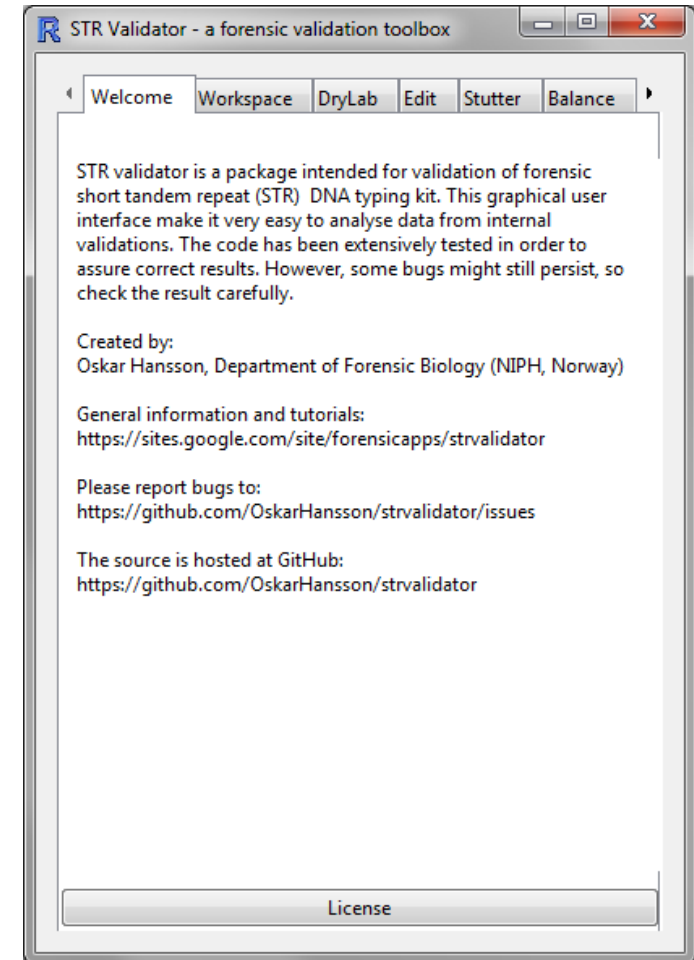 STR Validator - a forensic validation toolbox
Welcome Workspace DryLab Edit Stutter Balance
STR validator is a package intended for validation of forensic
short tandem repeat (STR)  DNA typing kit. This graphical user
interface make it very easy to analyse data from internal
validations. The code has been extensively tested in order to
assure correct results. However, some bugs might still persist, so
check the result carefully.
Created by:
Oskar Hansson, Department of Forensic Biology (NIPH, Norway)
General information and tutorials:
https://sites.google.com/site/forensicapps/strvalidator
Please report bugs to:
https://github.com/OskarHansson/strvalidator/issues
The source is hosted at GitHub:
https://github.com/OskarHansson/strvalidator
License